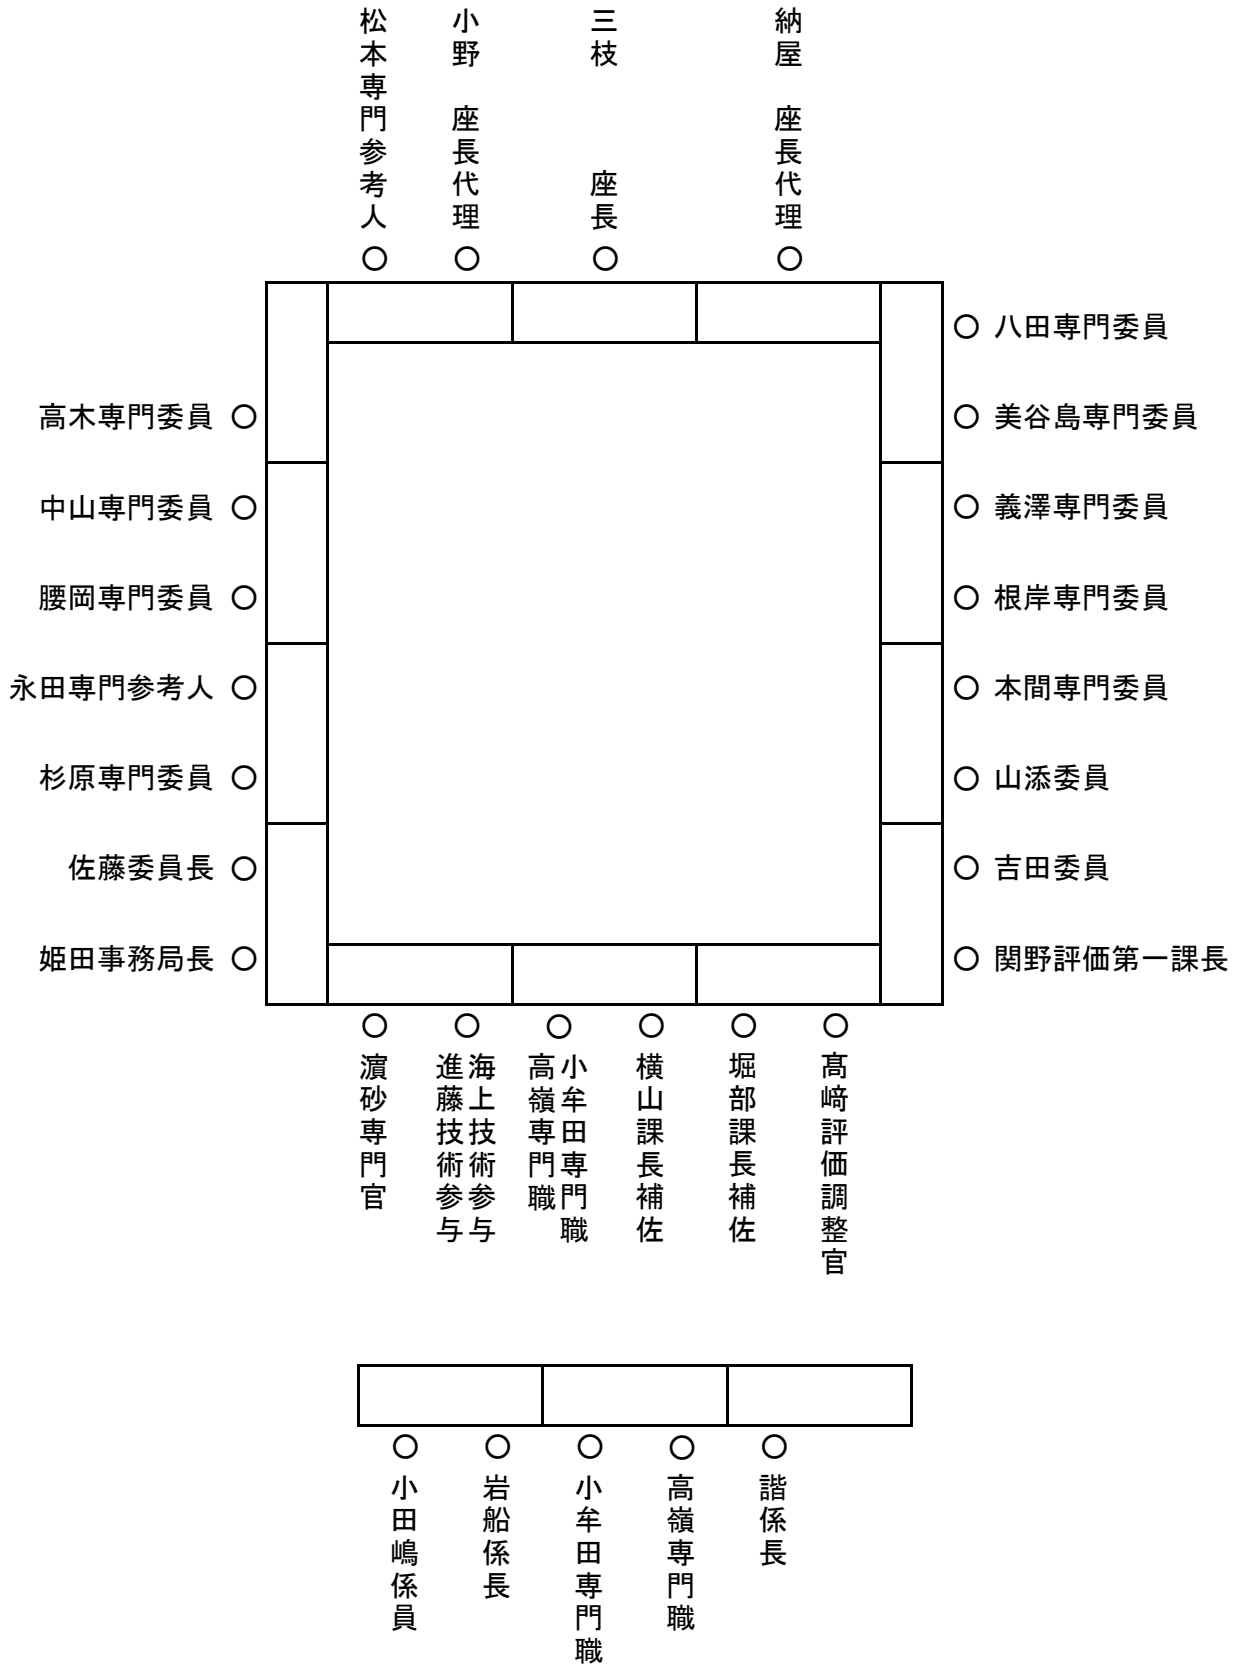 松本専門参考人
小野　座長代理
三枝　　　座長
納屋　座長代理
高木専門委員
中山専門委員
腰岡専門委員
永田専門参考人
杉原専門委員
佐藤委員長
姫田事務局長
八田専門委員
美谷島専門委員
義澤専門委員
根岸専門委員
本間専門委員
山添委員
吉田委員
関野評価第一課長
濵砂専門官
進藤技術参与
海上技術参与
高嶺専門職
小牟田専門職
横山課長補佐
堀部課長補佐
髙﨑評価調整官
小田嶋係員
岩船係長
小牟田専門職
高嶺専門職
諧係長